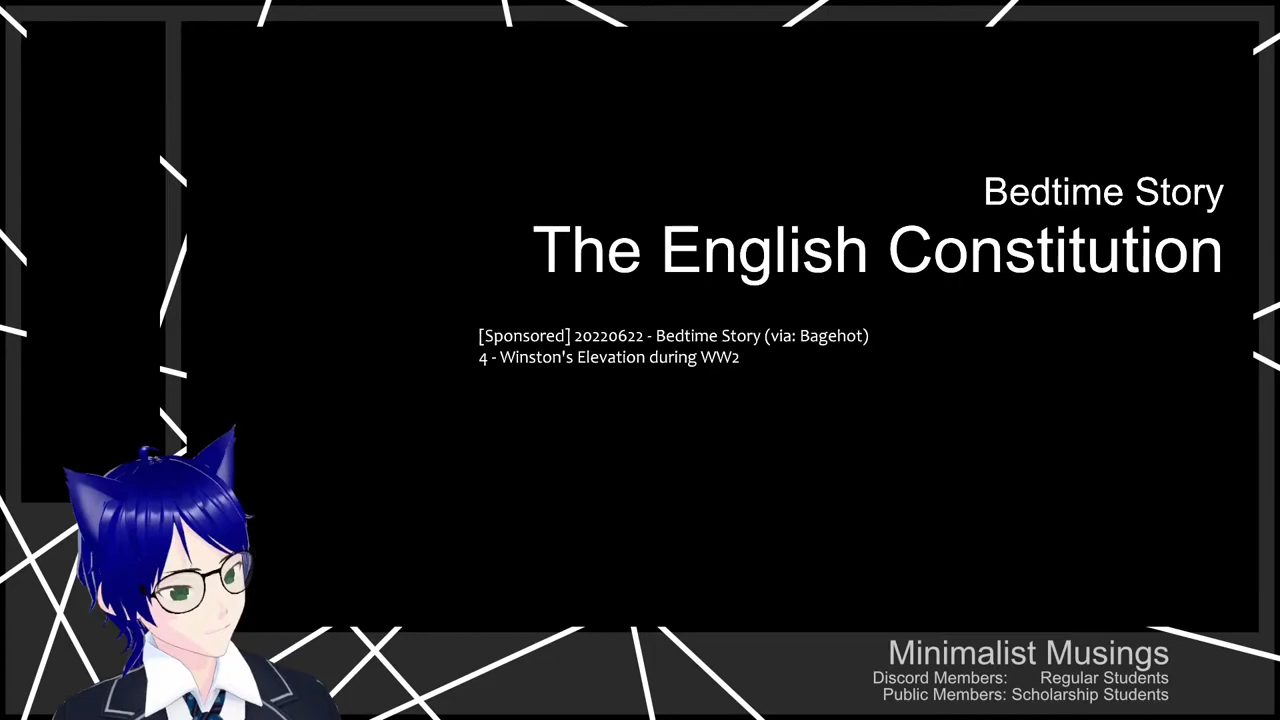 Bedtime Story
The English Constitution
[Sponsored] 20220622 - Bedtime Story (via: Bagehot)
4 - Winston's Elevation during WW2
Minimalist Musings
Discord Members: Regular Students
Public Members: Scholarship Students